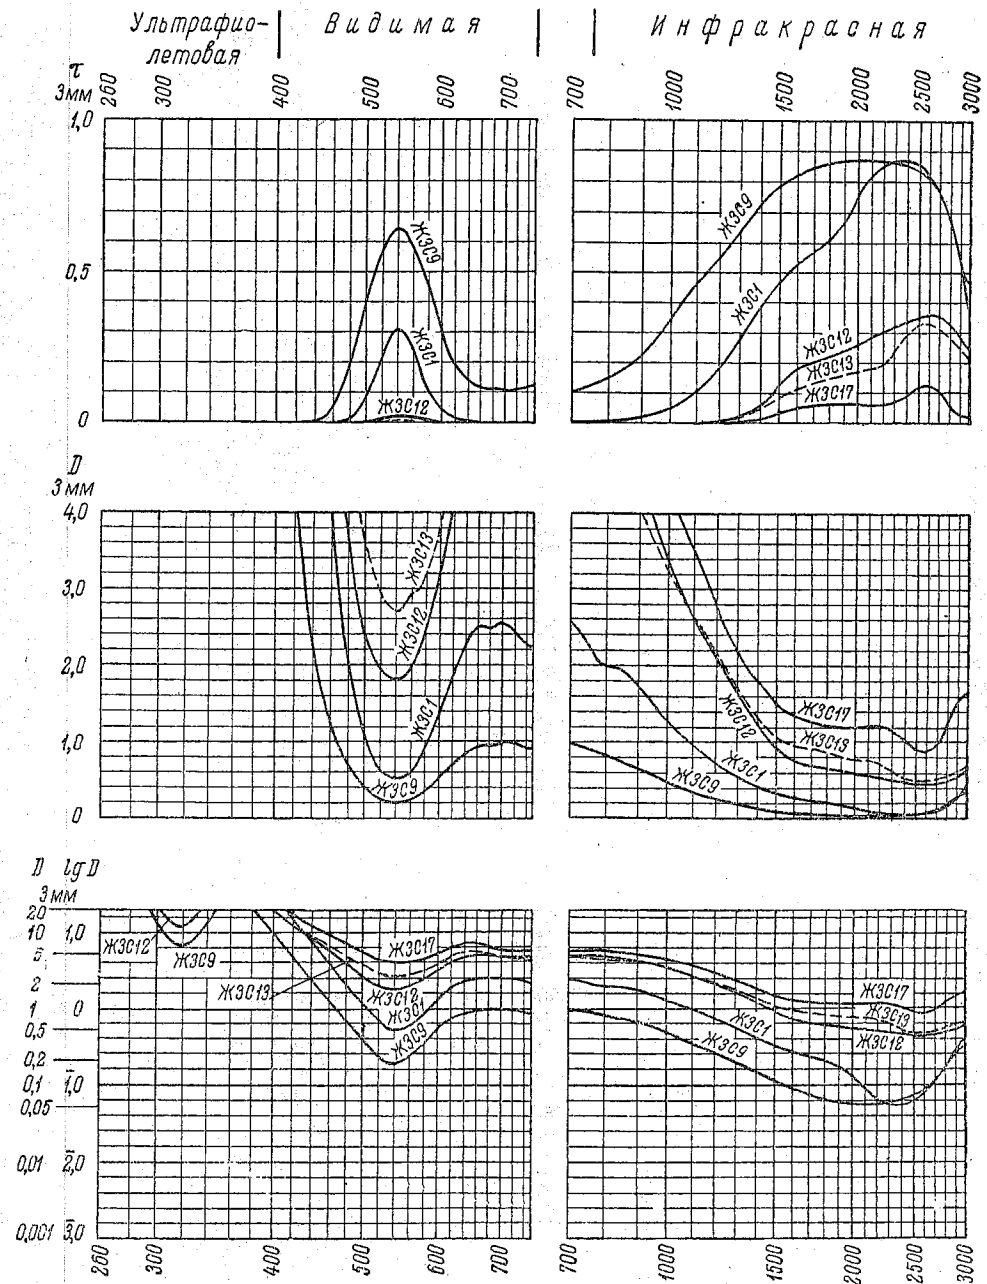 Ультрафио-
летовая
Видимая
Инфракрасная
τ
3мм
260 300 400 500 600 700 700 1000 1500 2000 2500 3000
1,0
0,5
0
ЖЗС9
ЖЗС1
ЖЗС12
ЖЗС9
ЖЗС1
ЖЗС12
ЖЗС13
ЖЗС17
D
3мм
4,0
3,0
2,0
1,0
0
ЖЗС13
ЖЗС12
ЖЗС1
ЖЗС9
ЖЗС17
ЖЗС13
ЖЗС12
ЖЗС1
ЖЗС9
D lg D
3мм
20
10 1,0
5
2
1 0
0,5
0,2
0,1 1̄,0
0,05
0,01 2̄,0
0,001 3̄,0
ЖЗС12
ЖЗС9
ЖЗС13
ЖЗС17
ЖЗС12
ЖЗС1
ЖЗС9
ЖЗС17
ЖЗС13
ЖЗС12
ЖЗС1
ЖЗС9
260 300 400 500 600 700 700 1000 1500 2000 2500 3000